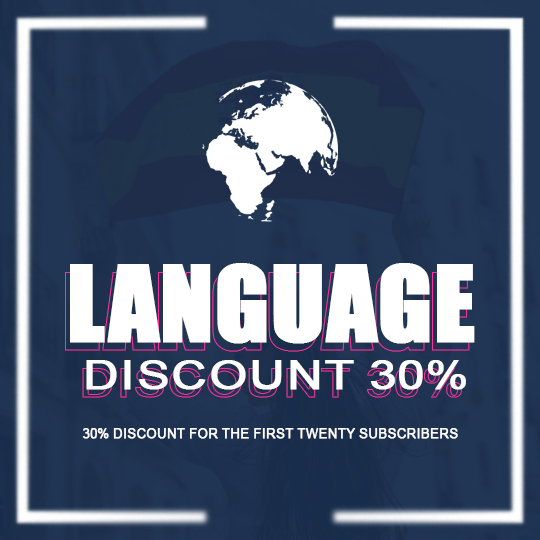 LANGUAGE
DISCOUNT 30%
30% DISCOUNT FOR THE FIRST TWENTY SUBSCRIBERS